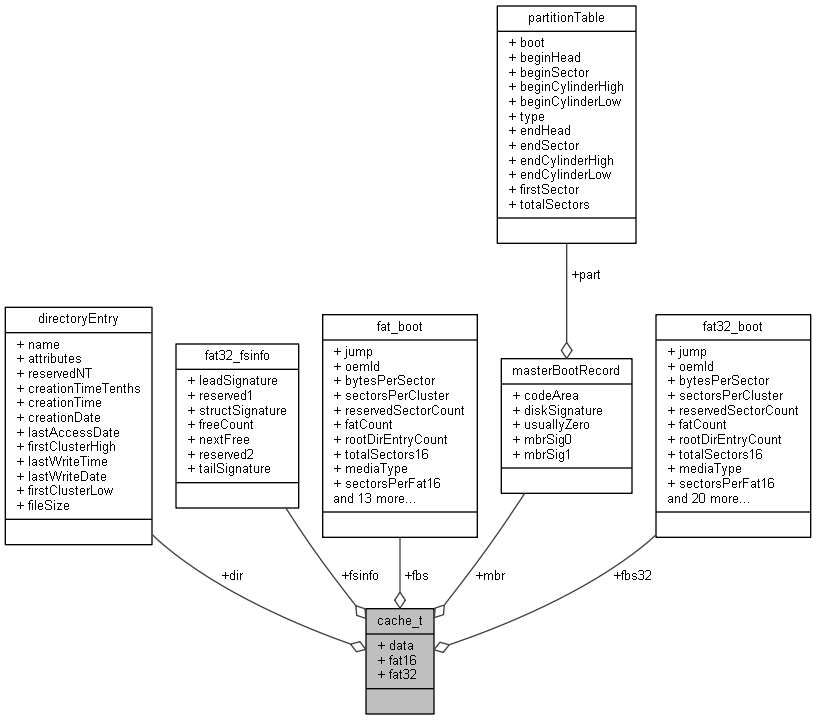 partitionTable
+ boot
+ beginHead
+ beginSector
+ beginCylinderHigh
+ beginCylinderLow
+ type
+ endHead
+ endSector
+ endCylinderHigh
+ endCylinderLow
+ firstSector
+ totalSectors
+part
directoryEntry
+ name
+ attributes
+ reservedNT
+ creationTimeTenths
+ creationTime
+ creationDate
+ lastAccessDate
+ firstClusterHigh
+ lastWriteTime
+ lastWriteDate
+ firstClusterLow
+ fileSize
fat32_fsinfo
+ leadSignature
+ reserved1
+ structSignature
+ freeCount
+ nextFree
+ reserved2
+ tailSignature
fat_boot
+ jump
+ oemId
+ bytesPerSector
+ sectorsPerCluster
+ reservedSectorCount
+ fatCount
+ rootDirEntryCount
+ totalSectors16
+ mediaType
+ sectorsPerFat16
and 13 more...
masterBootRecord
+ codeArea
+ diskSignature
+ usuallyZero
+ mbrSig0
+ mbrSig1
fat32_boot
+ jump
+ oemId
+ bytesPerSector
+ sectorsPerCluster
+ reservedSectorCount
+ fatCount
+ rootDirEntryCount
+ totalSectors16
+ mediaType
+ sectorsPerFat16
and 20 more...
+dir
+fsinfo
+fbs
+mbr
+fbs32
cache_t
+ data
+ fat16
+ fat32